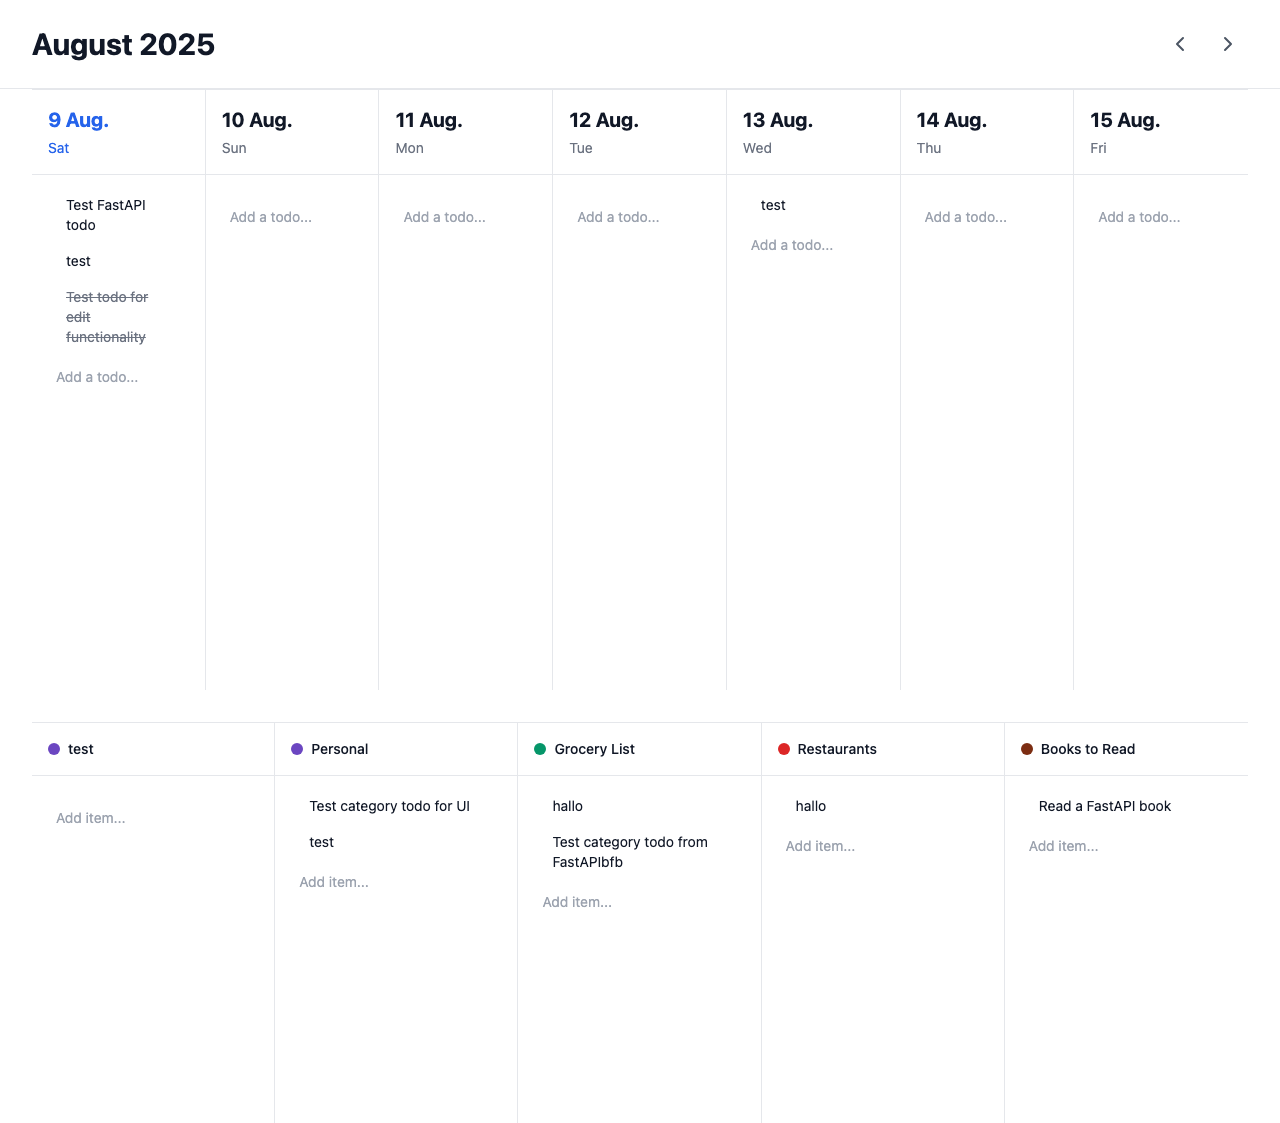 August 2025
9 Aug.
Sat
10 Aug.
Sun
11 Aug.
Mon
12 Aug.
Tue
13 Aug.
Wed
14 Aug.
Thu
15 Aug.
Fri
Test FastAPI
todo
test
Test todo for
edit
functionality
Add a todo...
Add a todo...
Add a todo...
Add a todo...
test
Add a todo...
Add a todo...
Add a todo...
test
Add item...
Personal
Test category todo for UI
test
Add item...
Grocery List
hallo
Test category todo from
FastAPIbfb
Add item...
Restaurants
hallo
Add item...
Books to Read
Read a FastAPI book
Add item...